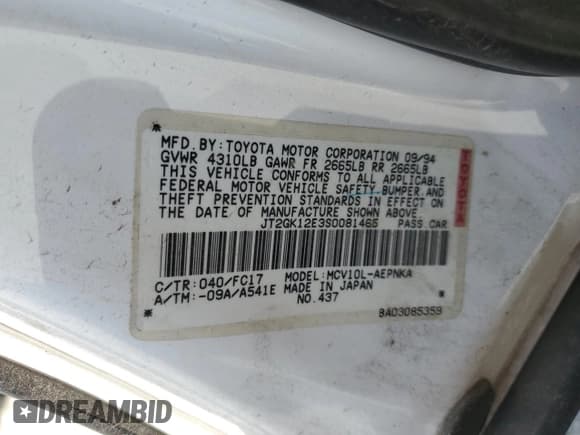 MFD. BY: TOYOTA MOTOR CORPORATION 09/94
GVWR 4310LB GAWR FR 2665LB RR 2665LB
THIS VEHICLE CONFORMS TO ALL APPLICABLE
FEDERAL MOTOR VEHICLE SAFETY, BUMPER AND
THEFT PREVENTION STANDARDS IN EFFECT ON
THE DATE OF MANUFACTURE SHOWN ABOVE.
JT2GK12E3S0081465 PASS. CAR
C/TR: 040/FC17 MODEL: MCV10L-AEPNKA
A/TM: -09A/A541E MADE IN JAPAN
NO. 437
BA03085359
$DREAMBID